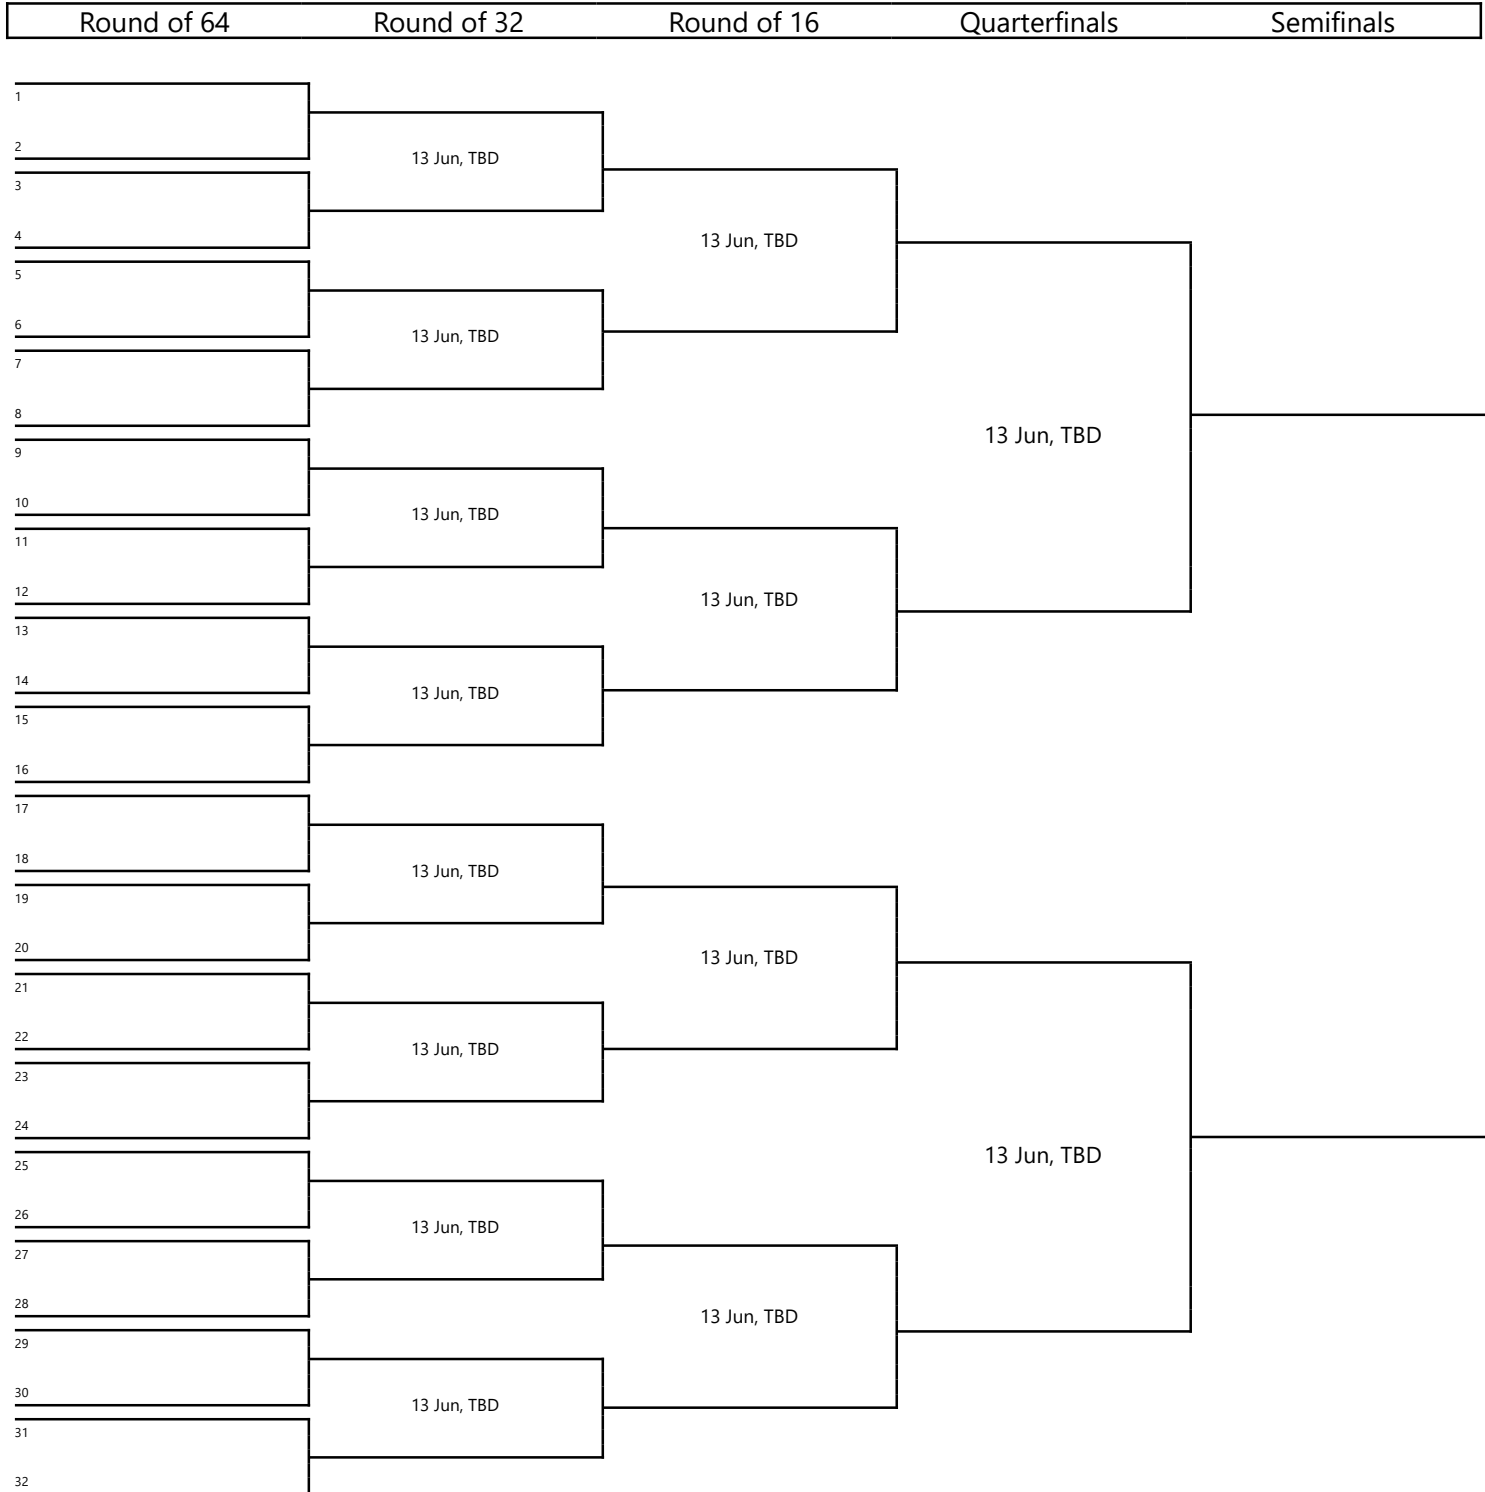 Round of 64 Round of 32 Round of 16 Quarterfinals Semifinals
1
2
13 Jun, TBD
3
4
13 Jun, TBD
5
6
13 Jun, TBD
7
8
13 Jun, TBD
9
10
13 Jun, TBD
11
12
13 Jun, TBD
13
14
13 Jun, TBD
15
16
17
18
13 Jun, TBD
19
20
13 Jun, TBD
21
22
13 Jun, TBD
23
24
13 Jun, TBD
25
26
13 Jun, TBD
27
28
13 Jun, TBD
29
30
13 Jun, TBD
31
32